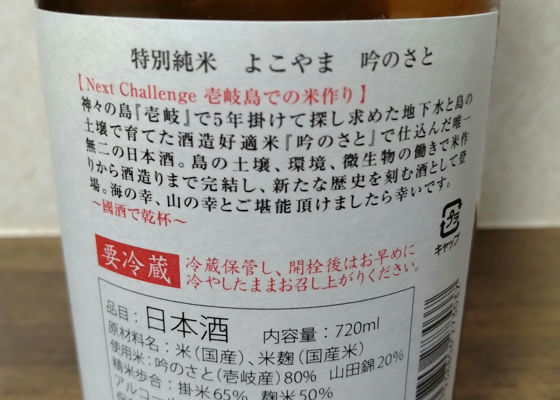 特別純米　よこやま　吟のさと
【Next Challenge 壱岐島での米作り】
神々の島『壱岐』で5年掛けて探し求めた地下水と島の
土壌で育てた酒造好適米『吟のさと』で仕込んだ唯一
無二の日本酒。島の土壌、環境、微生物の働きで米作
りから酒造りまで完結し、新たな歴史を刻む酒として登
場。海の幸、山の幸とご堪能頂けましたら幸いです。
～國酒で乾杯～
プラ
キャップ
要冷蔵
冷蔵保管し、開栓後はお早めに
冷やしたままお召し上がりください。
品目：日本酒　内容量：720ml
原材料名：米（国産）、米麹（国産米）
使用米：吟のさと（壱岐産）80%　山田錦20%
精米歩合：掛米65%　麹米50%
アルコール